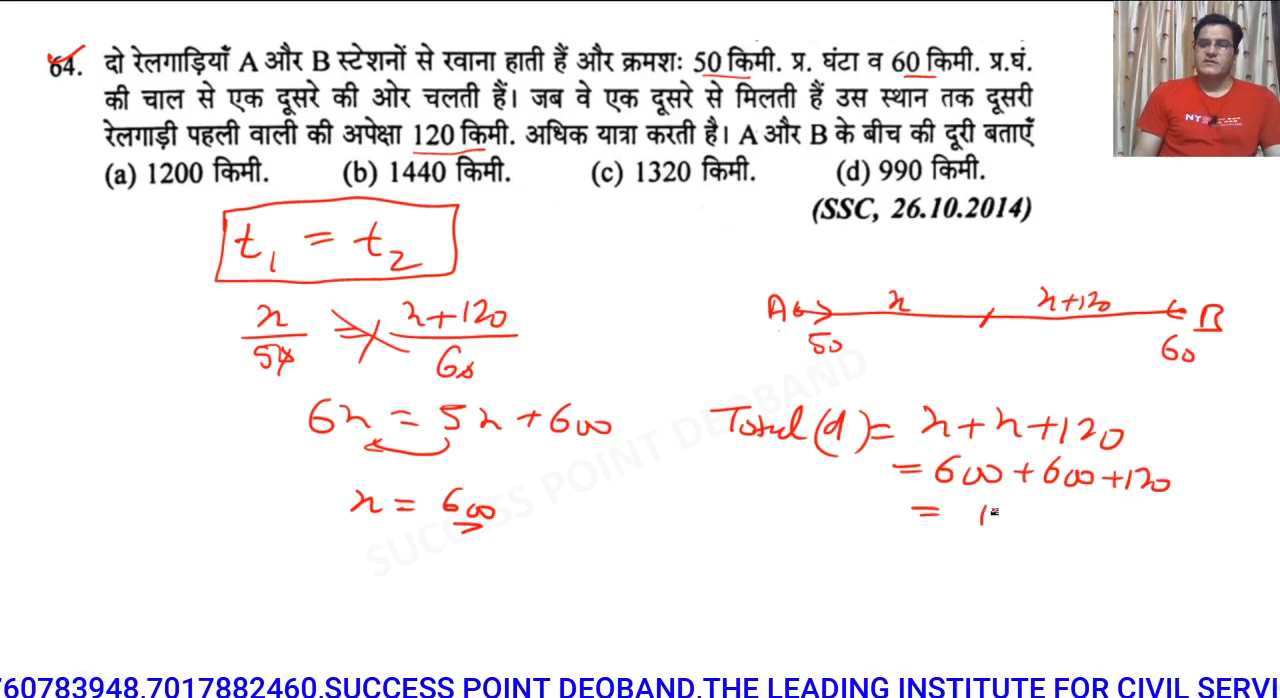 64. दो रेलगाड़ियाँ A और B स्टेशनों से रवाना हाती हैं और क्रमशः 50 किमी. प्र. घंटा व 60 किमी. प्र.घं.
की चाल से एक दूसरे की ओर चलती हैं। जब वे एक दूसरे से मिलती हैं उस स्थान तक दूसरी
रेलगाड़ी पहली वाली की अपेक्षा 120 किमी. अधिक यात्रा करती है। A और B के बीच की दूरी बताएँ
(a) 1200 किमी. (b) 1440 किमी. (c) 1320 किमी. (d) 990 किमी.
(SSC, 26.10.2014)
t₁ = t₂
x/50 = x+120/60
6x = 5x + 600
x = 600
A x x+120 B
50 60
Total (d) = x+x+120
= 600+600+120
= 1
SUCCESS POINT DEOBAND
760783948,7017882460,SUCCESS POINT DEOBAND,THE LEADING INSTITUTE FOR CIVIL SERVI